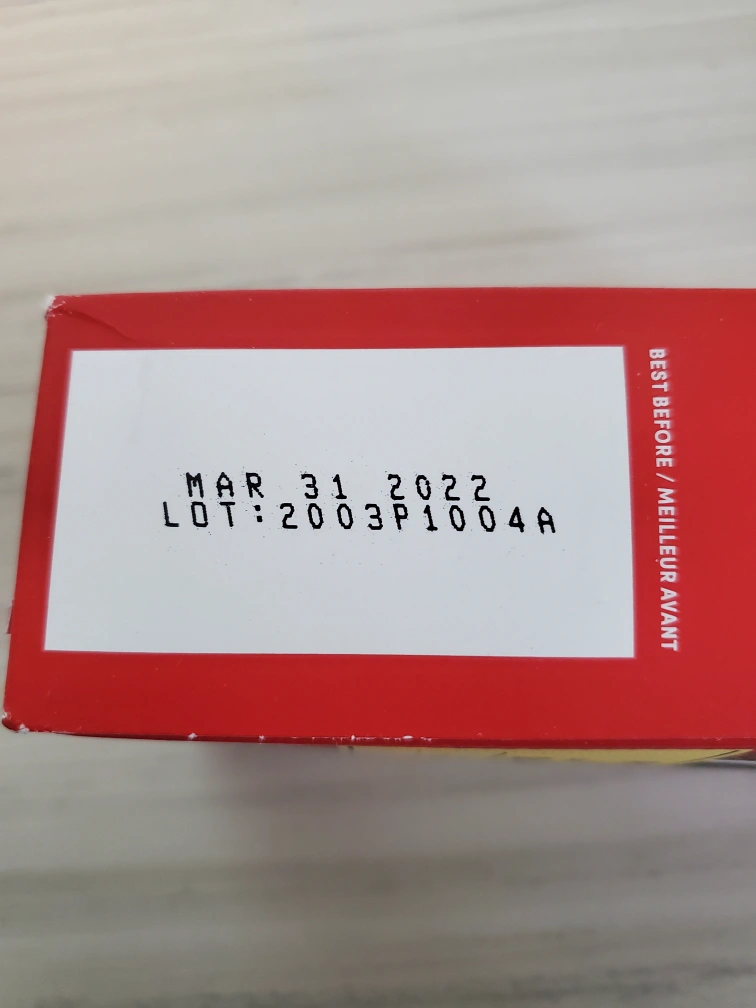 MAR 31 2022
LOT:2003P1004A
BEST BEFORE / MEILLEUR AVANT